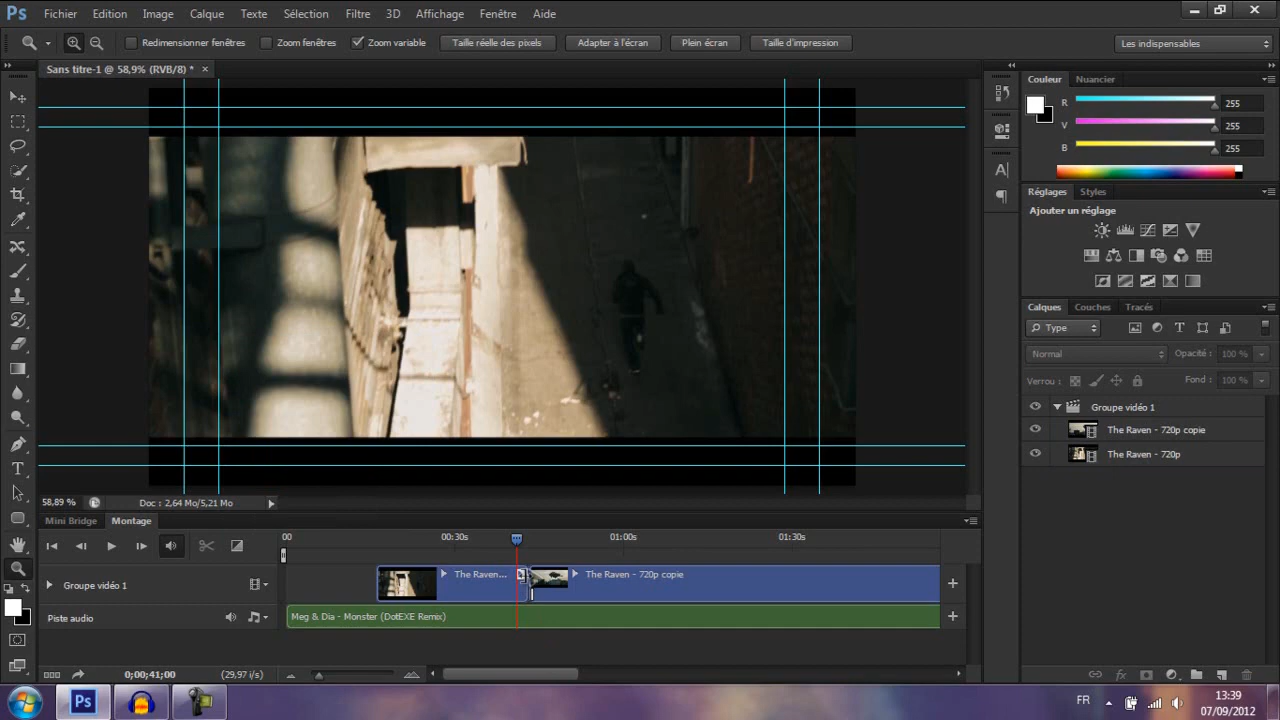 Ps Fichier Edition Image Calque Texte Sélection Filtre 3D Affichage Fenêtre Aide
Redimensionner fenêtres Zoom fenêtres Zoom variable Taille réelle des pixels Adapter à l'écran Plein écran Taille d'impression Les indispensables
Sans titre-1 @ 58,9% (RVB/8) * ×
Couleur Nuancier
R 255
V 255
B 255
Réglages Styles
Ajouter un réglage
Calques Couches Tracés
Type
Normal Opacité : 100 %
Verrou : Fond : 100 %
Groupe vidéo 1
The Raven - 720p copie
The Raven - 720p
58,89 % Doc : 2,64 Mo/5,21 Mo
Mini Bridge Montage
00 00:30s 01:00s 01:30s
Groupe vidéo 1 The Raven... The Raven - 720p copie
Piste audio Meg & Dia - Monster (DotEXE Remix)
0;00;41;00 (29,97 i/s)
Ps FR 13:39
07/09/2012